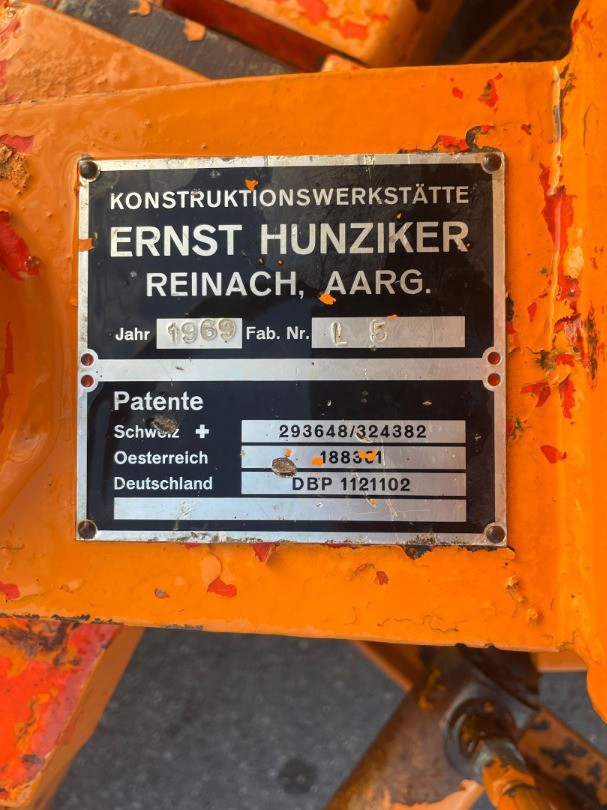 KONSTRUKTIONSWERKSTÄTTE
ERNST HUNZIKER
REINACH, AARG.
Jahr 1969 Fab. Nr. L 5
Patente
Schweiz + 293648/324382
Oesterreich
Deutschland DBP 1121102